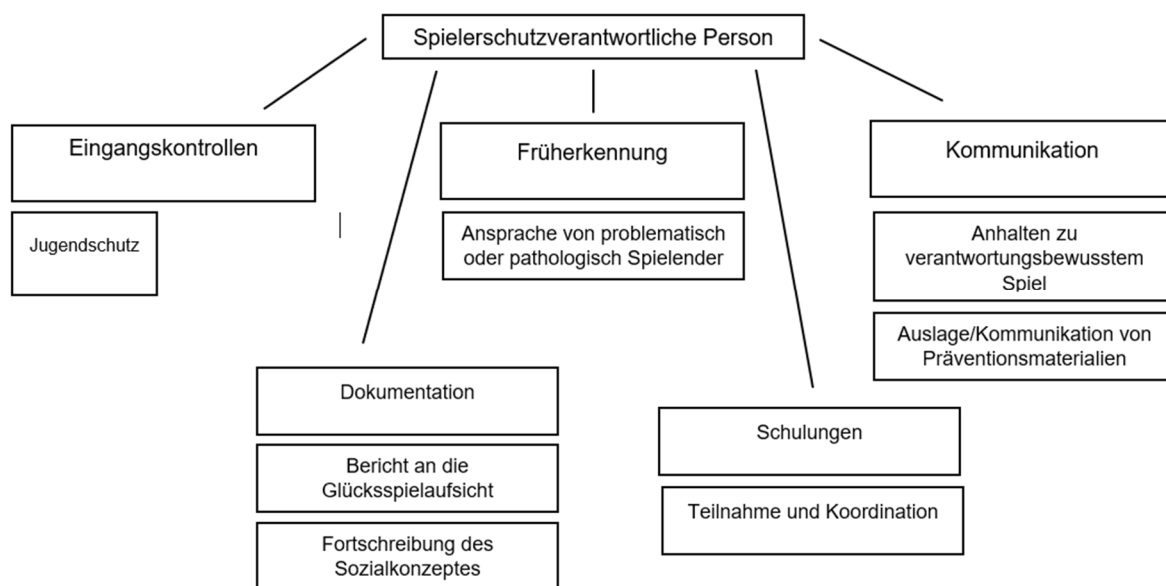 Spielerschutzverantwortliche Person
Eingangskontrollen
Jugendschutz
Früherkennung
Ansprache von problematisch
oder pathologisch Spielender
Kommunikation
Anhalten zu
verantwortungsbewusstem
Spiel
Auslage/Kommunikation von
Präventionsmaterialien
Dokumentation
Bericht an die
Glücksspielaufsicht
Fortschreibung des
Sozialkonzeptes
Schulungen
Teilnahme und Koordination